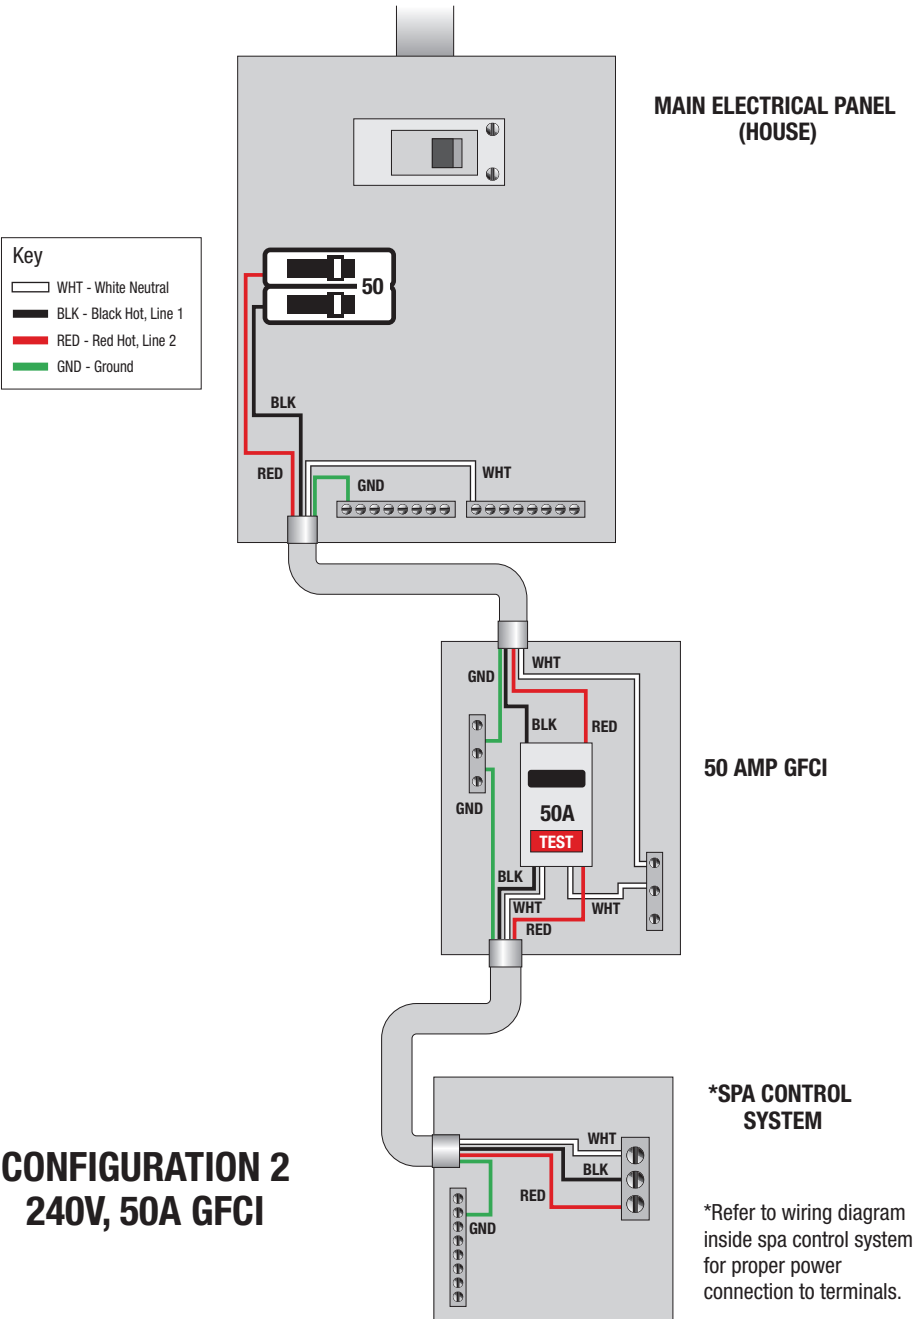 MAIN ELECTRICAL PANEL
(HOUSE)
Key
WHT - White Neutral
BLK - Black Hot, Line 1
RED - Red Hot, Line 2
GND - Ground
50
BLK
RED
GND
WHT
WHT
GND
BLK
RED
50 AMP GFCI
50A
TEST
GND
BLK
WHT
WHT
RED
*SPA CONTROL
SYSTEM
WHT
BLK
RED
GND
CONFIGURATION 2
240V, 50A GFCI
*Refer to wiring diagram
inside spa control system
for proper power
connection to terminals.